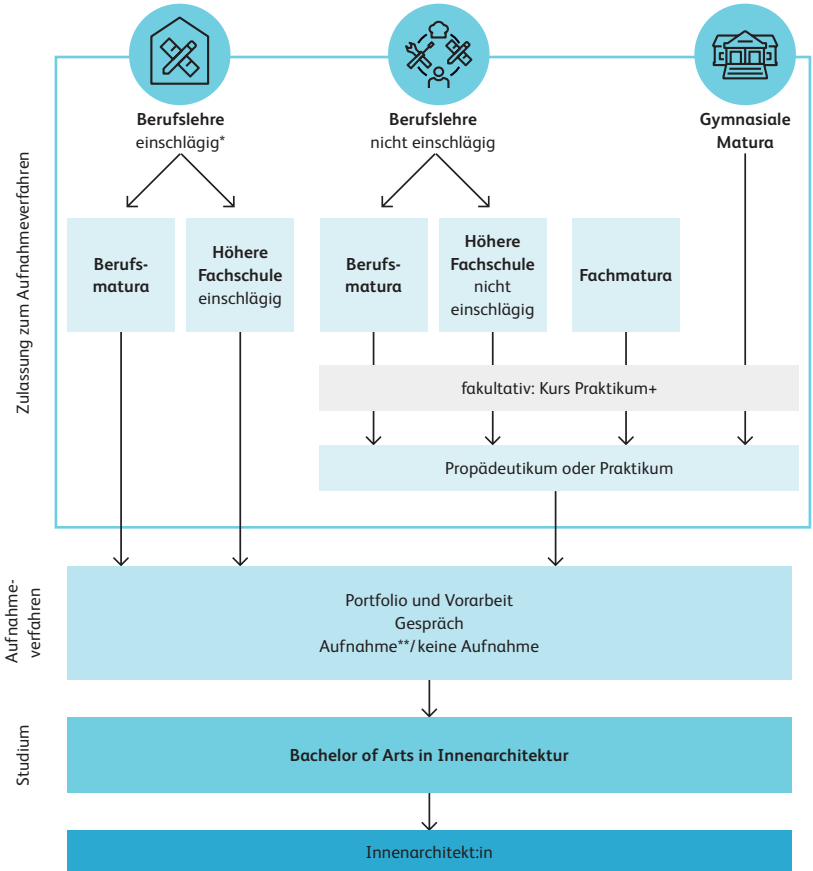 Berufslehre
einschlägig*
Berufslehre
nicht einschlägig
Gymnasiale
Matura
Zulassung zum Aufnahmeverfahren
Berufs-
matura
Höhere
Fachschule
einschlägig
Berufs-
matura
Höhere
Fachschule
nicht
einschlägig
Fachmatura
fakultativ: Kurs Praktikum+
Propädeutikum oder Praktikum
Aufnahme-
verfahren
Portfolio und Vorarbeit
Gespräch
Aufnahme**/keine Aufnahme
Studium
Bachelor of Arts in Innenarchitektur
Innenarchitekt:in